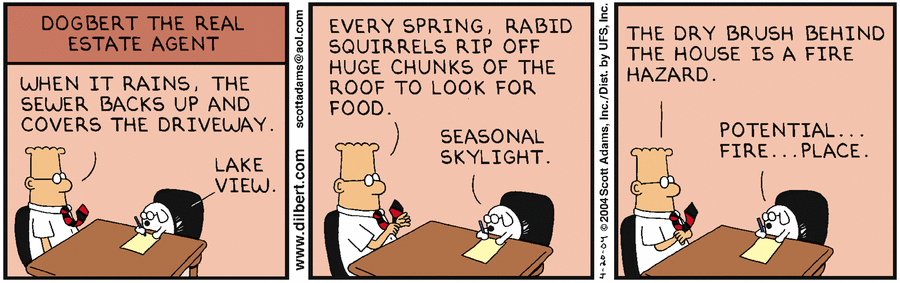 DOGBERT THE REAL
ESTATE AGENT
WHEN IT RAINS, THE
SEWER BACKS UP AND
COVERS THE DRIVEWAY.
LAKE
VIEW.
www.dilbert.com
scottadams@aol.com
EVERY SPRING, RABID
SQUIRRELS RIP OFF
HUGE CHUNKS OF THE
ROOF TO LOOK FOR
FOOD.
SEASONAL
SKYLIGHT.
4-20-04 © 2004 Scott Adams, Inc./Dist. by UFS, Inc.
THE DRY BRUSH BEHIND
THE HOUSE IS A FIRE
HAZARD.
POTENTIAL...
FIRE...PLACE.